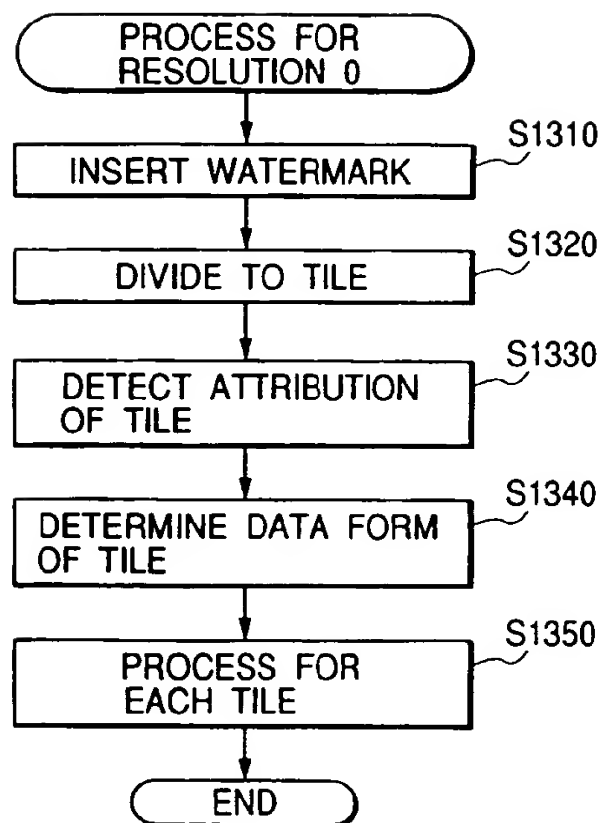 PROCESS FOR
RESOLUTION 0
S1310
INSERT WATERMARK
S1320
DIVIDE TO TILE
S1330
DETECT ATTRIBUTION
OF TILE
S1340
DETERMINE DATA FORM
OF TILE
S1350
PROCESS FOR
EACH TILE
END